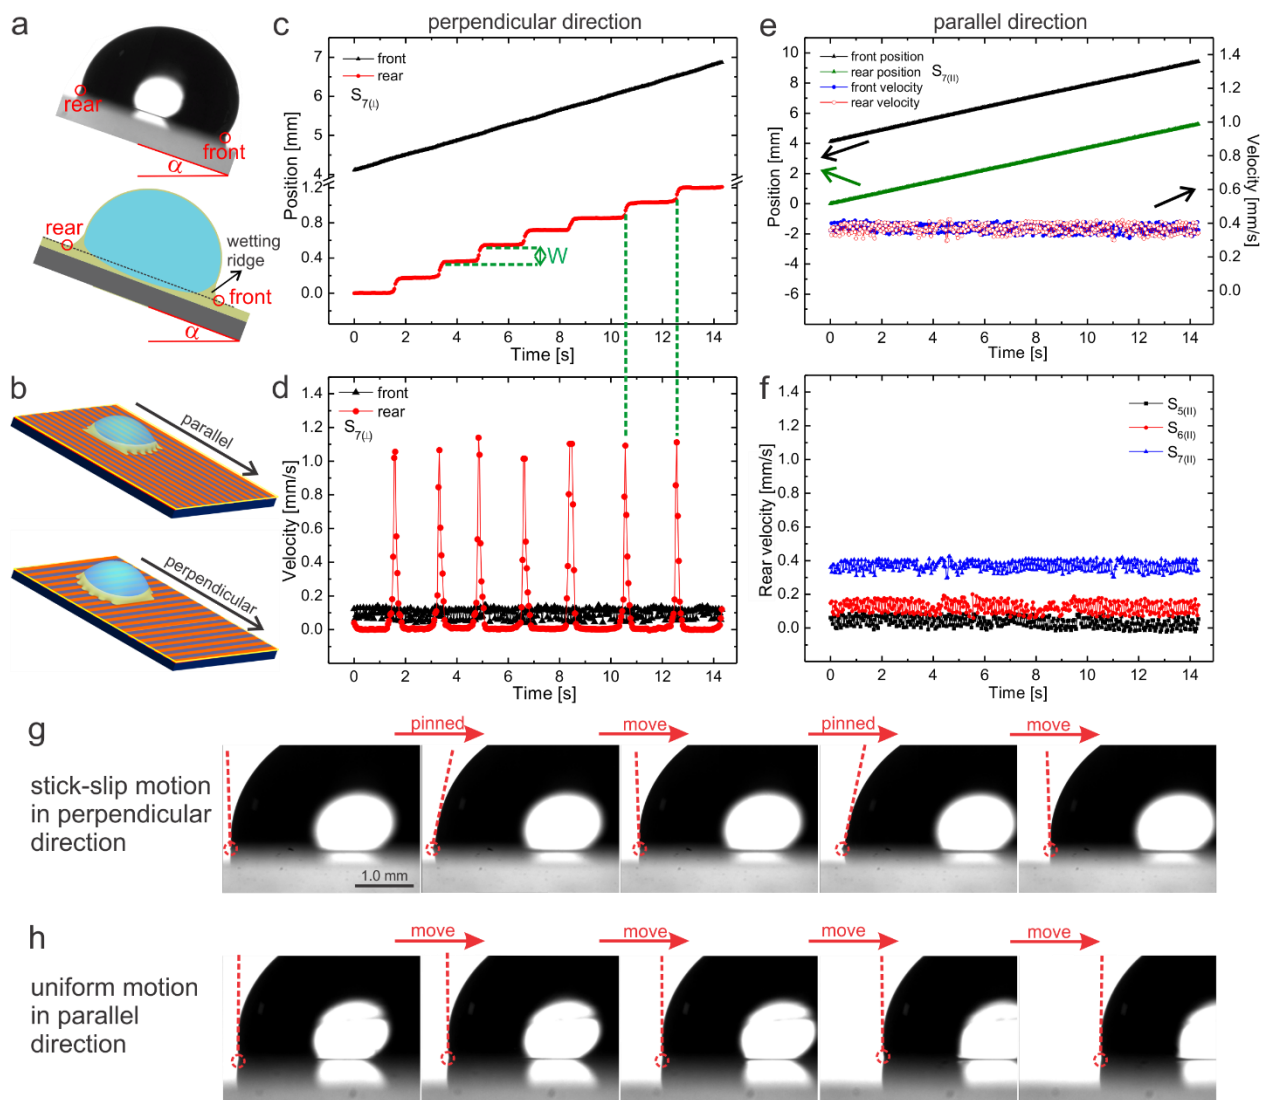 a
rear
front
α
rear
wetting
ridge
front
α
b
parallel
perpendicular
perpendicular direction
c
front
rear
S7(⊥)
Position [mm]
7
6
5
4
1.2
0.8
0.4
0.0
W
0 2 4 6 8 10 12 14
Time [s]
d
front
rear
S7(⊥)
Velocity [mm/s]
1.4
1.2
1.0
0.8
0.6
0.4
0.2
0.0
0 2 4 6 8 10 12 14
Time [s]
parallel direction
e
front position
rear position
front velocity
rear velocity
S7(II)
Position [mm]
10
8
6
4
2
0
-2
-4
-6
1.4
1.2
1.0
0.8
0.6
0.4
0.2
0.0
Velocity [mm/s]
0 2 4 6 8 10 12 14
Time [s]
f
S5(II)
S6(II)
S7(II)
Rear velocity [mm/s]
1.4
1.2
1.0
0.8
0.6
0.4
0.2
0.0
0 2 4 6 8 10 12 14
Time [s]
g
pinned move pinned move
stick-slip motion
in perpendicular
direction
1.0 mm
h
move move move move
uniform motion
in parallel
direction